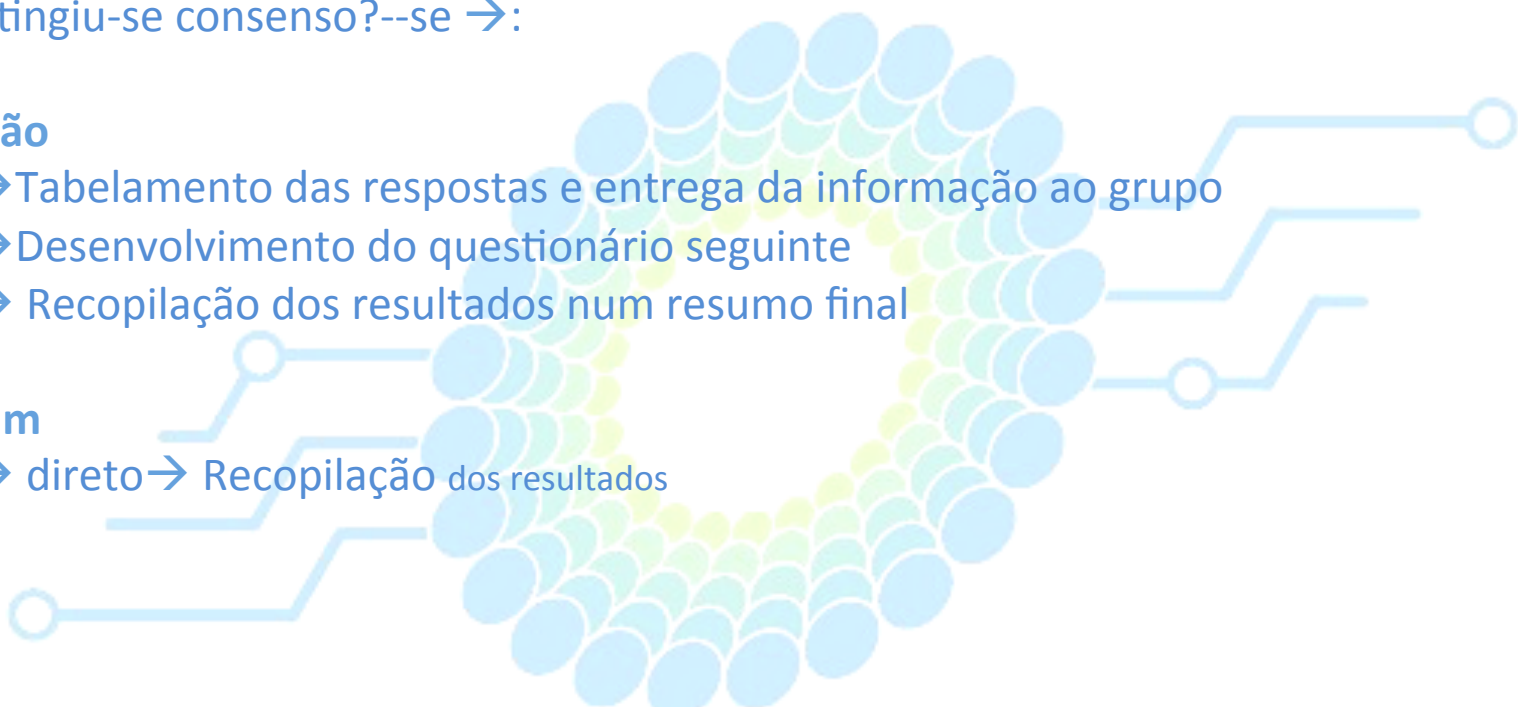 tingiu-se consenso?--se →:
ão
→Tabelamento das respostas e entrega da informação ao grupo
→Desenvolvimento do questionário seguinte
→ Recopilação dos resultados num resumo final
m
→ direto→ Recopilação dos resultados